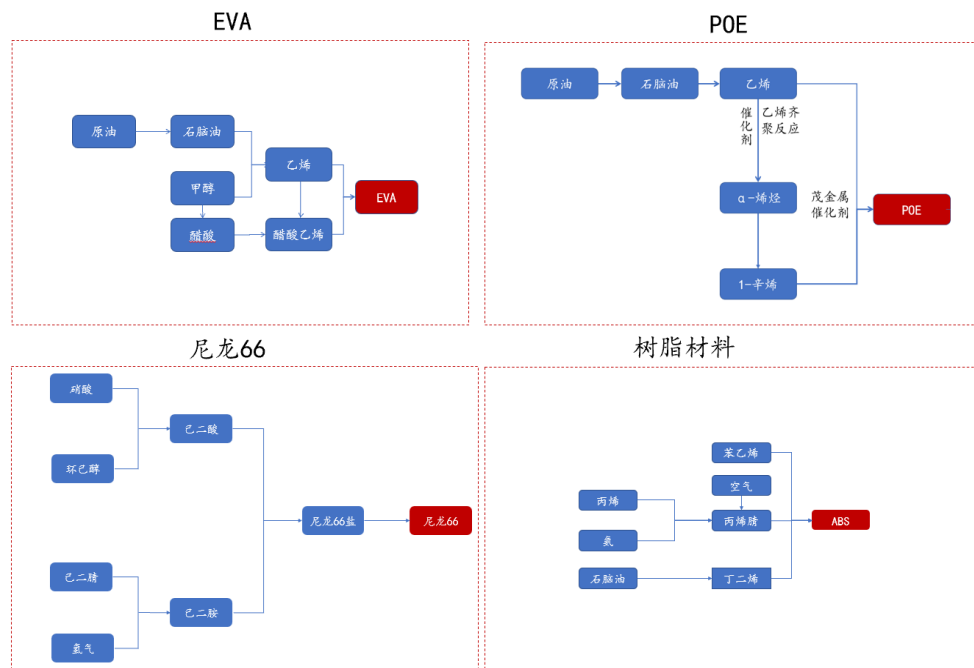 EVA
原油
石脑油
甲醇
醋酸
乙烯
醋酸乙烯
EVA
POE
原油
石脑油
乙烯
催化剂
乙烯齐
聚反应
α-烯烃
1-辛烯
茂金属
催化剂
POE
尼龙66
硝酸
环己醇
己二酸
己二腈
氢气
己二胺
尼龙66盐
尼龙66
树脂材料
丙烯
氨
石脑油
苯乙烯
空气
丙烯腈
丁二烯
ABS